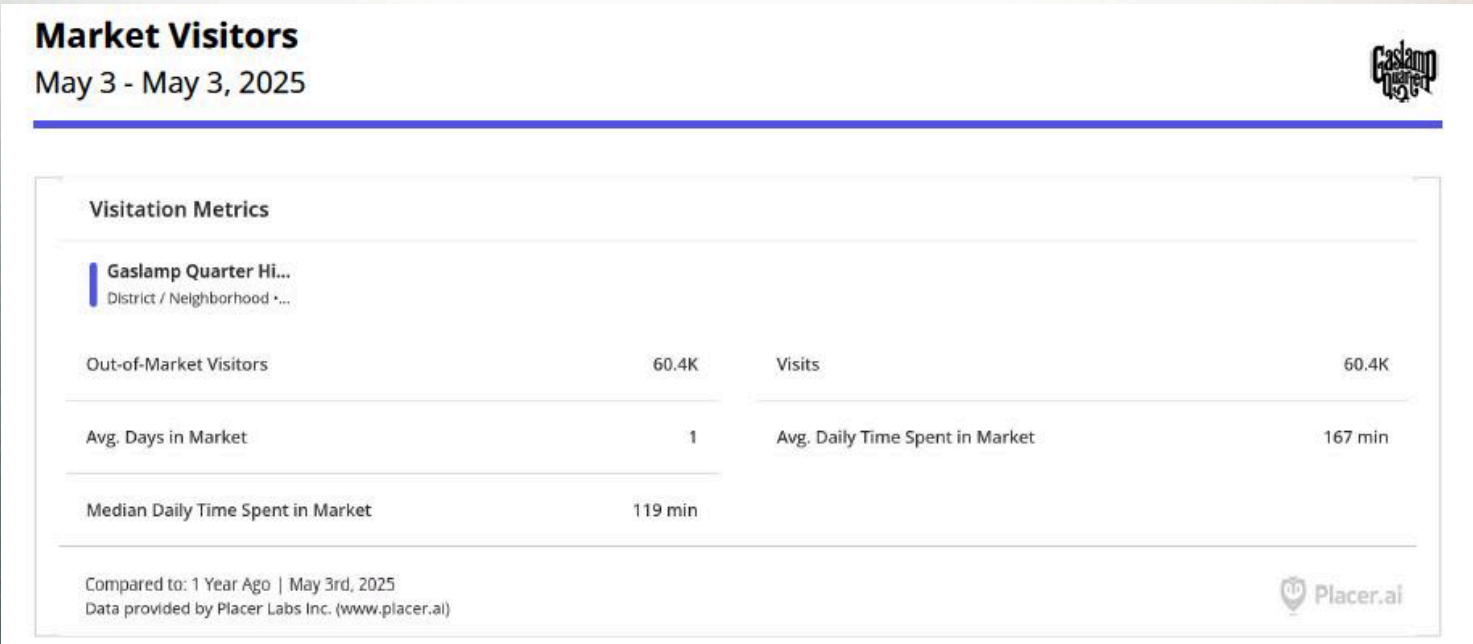 Market Visitors
May 3 - May 3, 2025
Gaslamp
Quarter
Visitation Metrics
Gaslamp Quarter Hi...
District / Neighborhood •...
Out-of-Market Visitors 60.4K Visits 60.4K
Avg. Days in Market 1 Avg. Daily Time Spent in Market 167 min
Median Daily Time Spent in Market 119 min
Compared to: 1 Year Ago | May 3rd, 2025
Data provided by Placer Labs Inc. (www.placer.ai)
Placer.ai